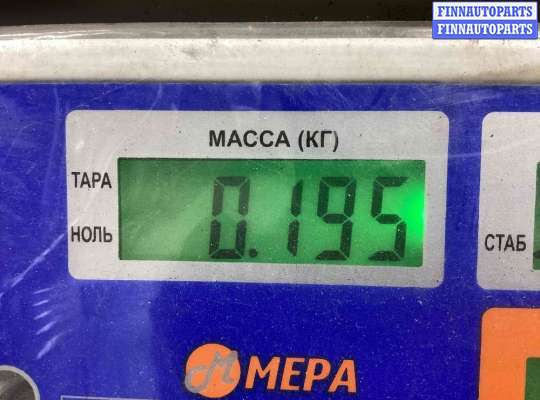 FINNAUTOPARTS
FINNAUTOPARTS
МАССА (КГ)
ТАРА
0.195
НОЛЬ
СТАБ
МЕРА